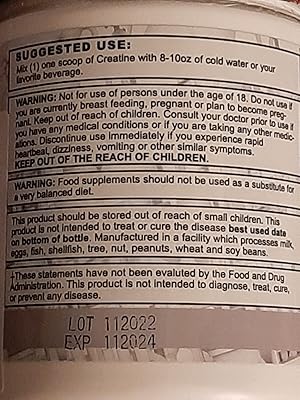 SUGGESTED USE:
Mix (1) one scoop of Creatine with 8-10oz of cold water or your
favorite beverage.
WARNING: Not for use of persons under the age of 18. Do not use if
you are currently breast feeding, pregnant or plan to become preg-
nant. Keep out of reach of children. Consult your doctor prior to use if
you have any medical conditions or if you are taking any other medic-
ations. Discontinue use immediately if you experience rapid
heartbeat, dizziness, vomiting or other similar symptoms.
KEEP OUT OF THE REACH OF CHILDREN.
WARNING: Food supplements should not be used as a substitute for
a very balanced diet.
This product should be stored out of reach of small children. This
product is not intended to treat or cure the disease best used date
on bottom of bottle. Manufactured in a facility which processes milk,
eggs, fish, shellfish, tree, nut, peanuts, wheat and soy beans.
+These statements have not been evaluted by the Food and Drug
Administration. This product is not intended to diagnose, treat, cure,
or prevent any disease.
LOT 112022
EXP 112024